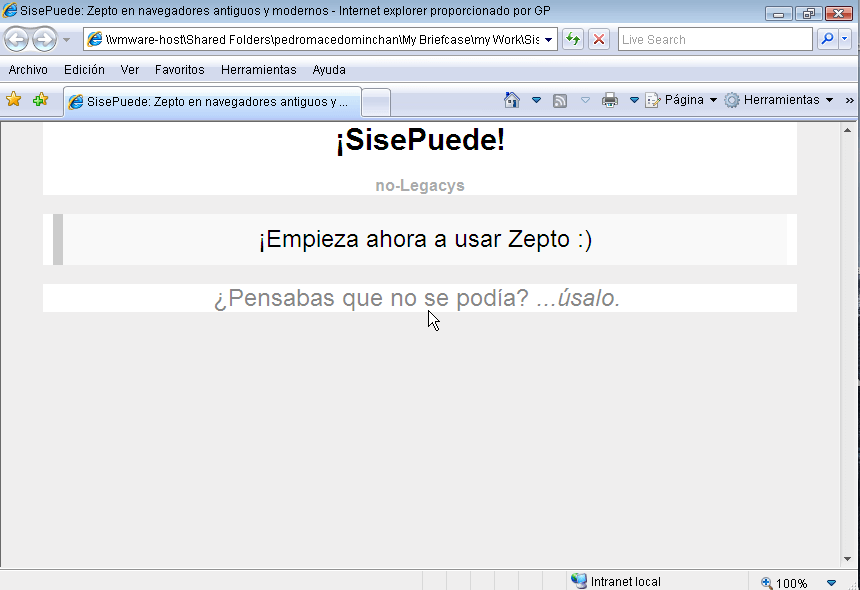 SisePuede: Zepto en navegadores antiguos y modernos - Internet explorer proporcionado por GP
\\vmware-host\Shared Folders\pedromacedominchan\My Briefcase\my Work\Sis
Live Search
Archivo Edición Ver Favoritos Herramientas Ayuda
SisePuede: Zepto en navegadores antiguos y ...
Página Herramientas »
¡SisePuede!
no-Legacys
¡Empieza ahora a usar Zepto :)
¿Pensabas que no se podía? ...úsalo.
Intranet local
100%